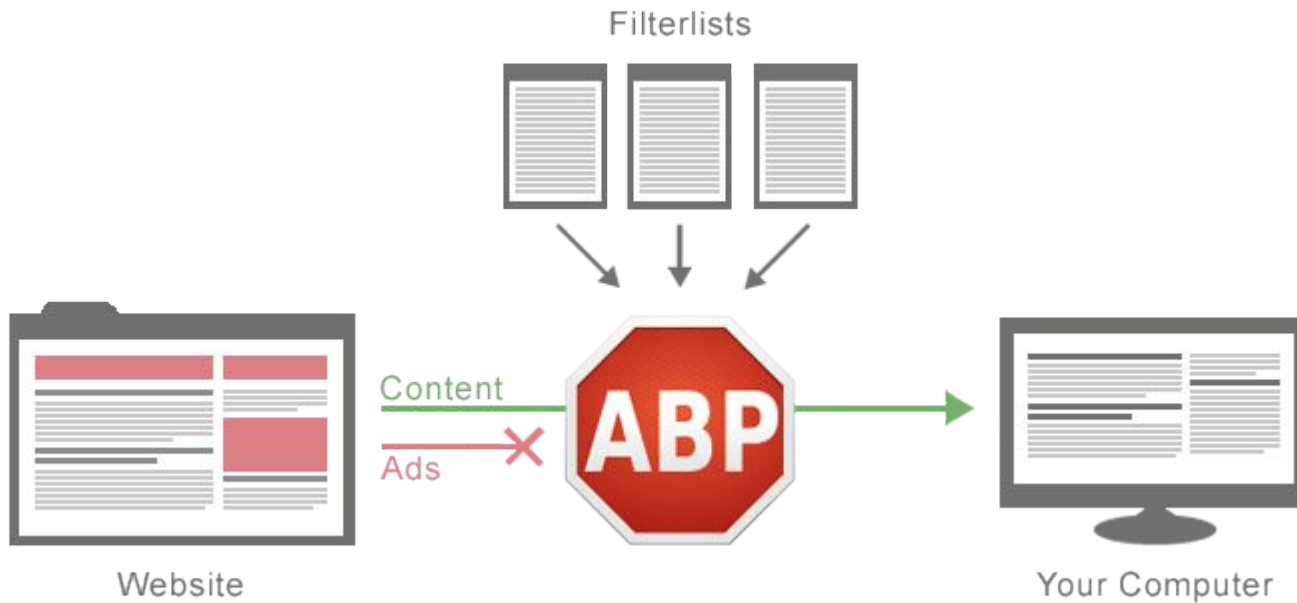 Filterlists
Content
Ads
ABP
Website
Your Computer